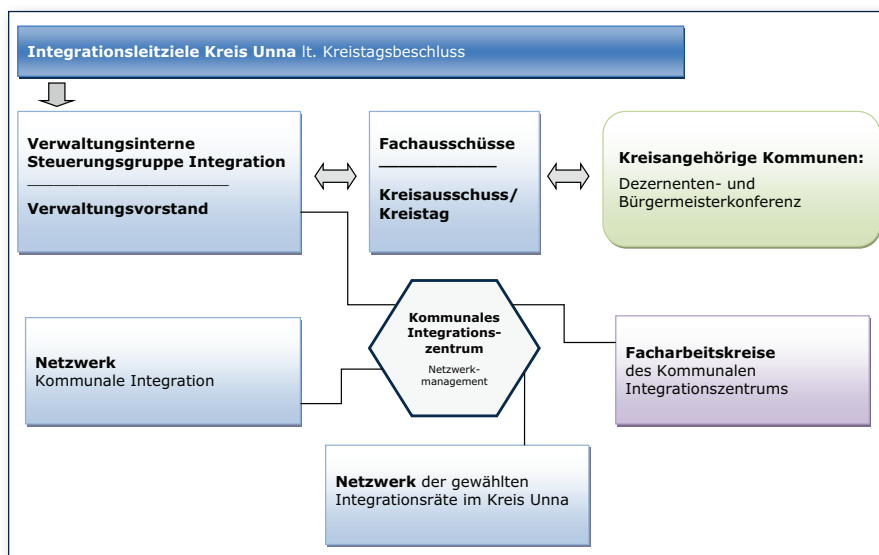 Integrationsleitziele Kreis Unna lt. Kreistagsbeschluss
Verwaltungsinterne
Steuerungsgruppe Integration
Verwaltungsvorstand
Fachausschüsse
Kreisausschuss/
Kreistag
Kreisangehörige Kommunen:
Dezernenten- und
Bürgermeisterkonferenz
Kommunales
Integrations-
zentrum
Netzwerk-
management
Netzwerk
Kommunale Integration
Facharbeitskreise
des Kommunalen
Integrationszentrums
Netzwerk der gewählten
Integrationsräte im Kreis Unna